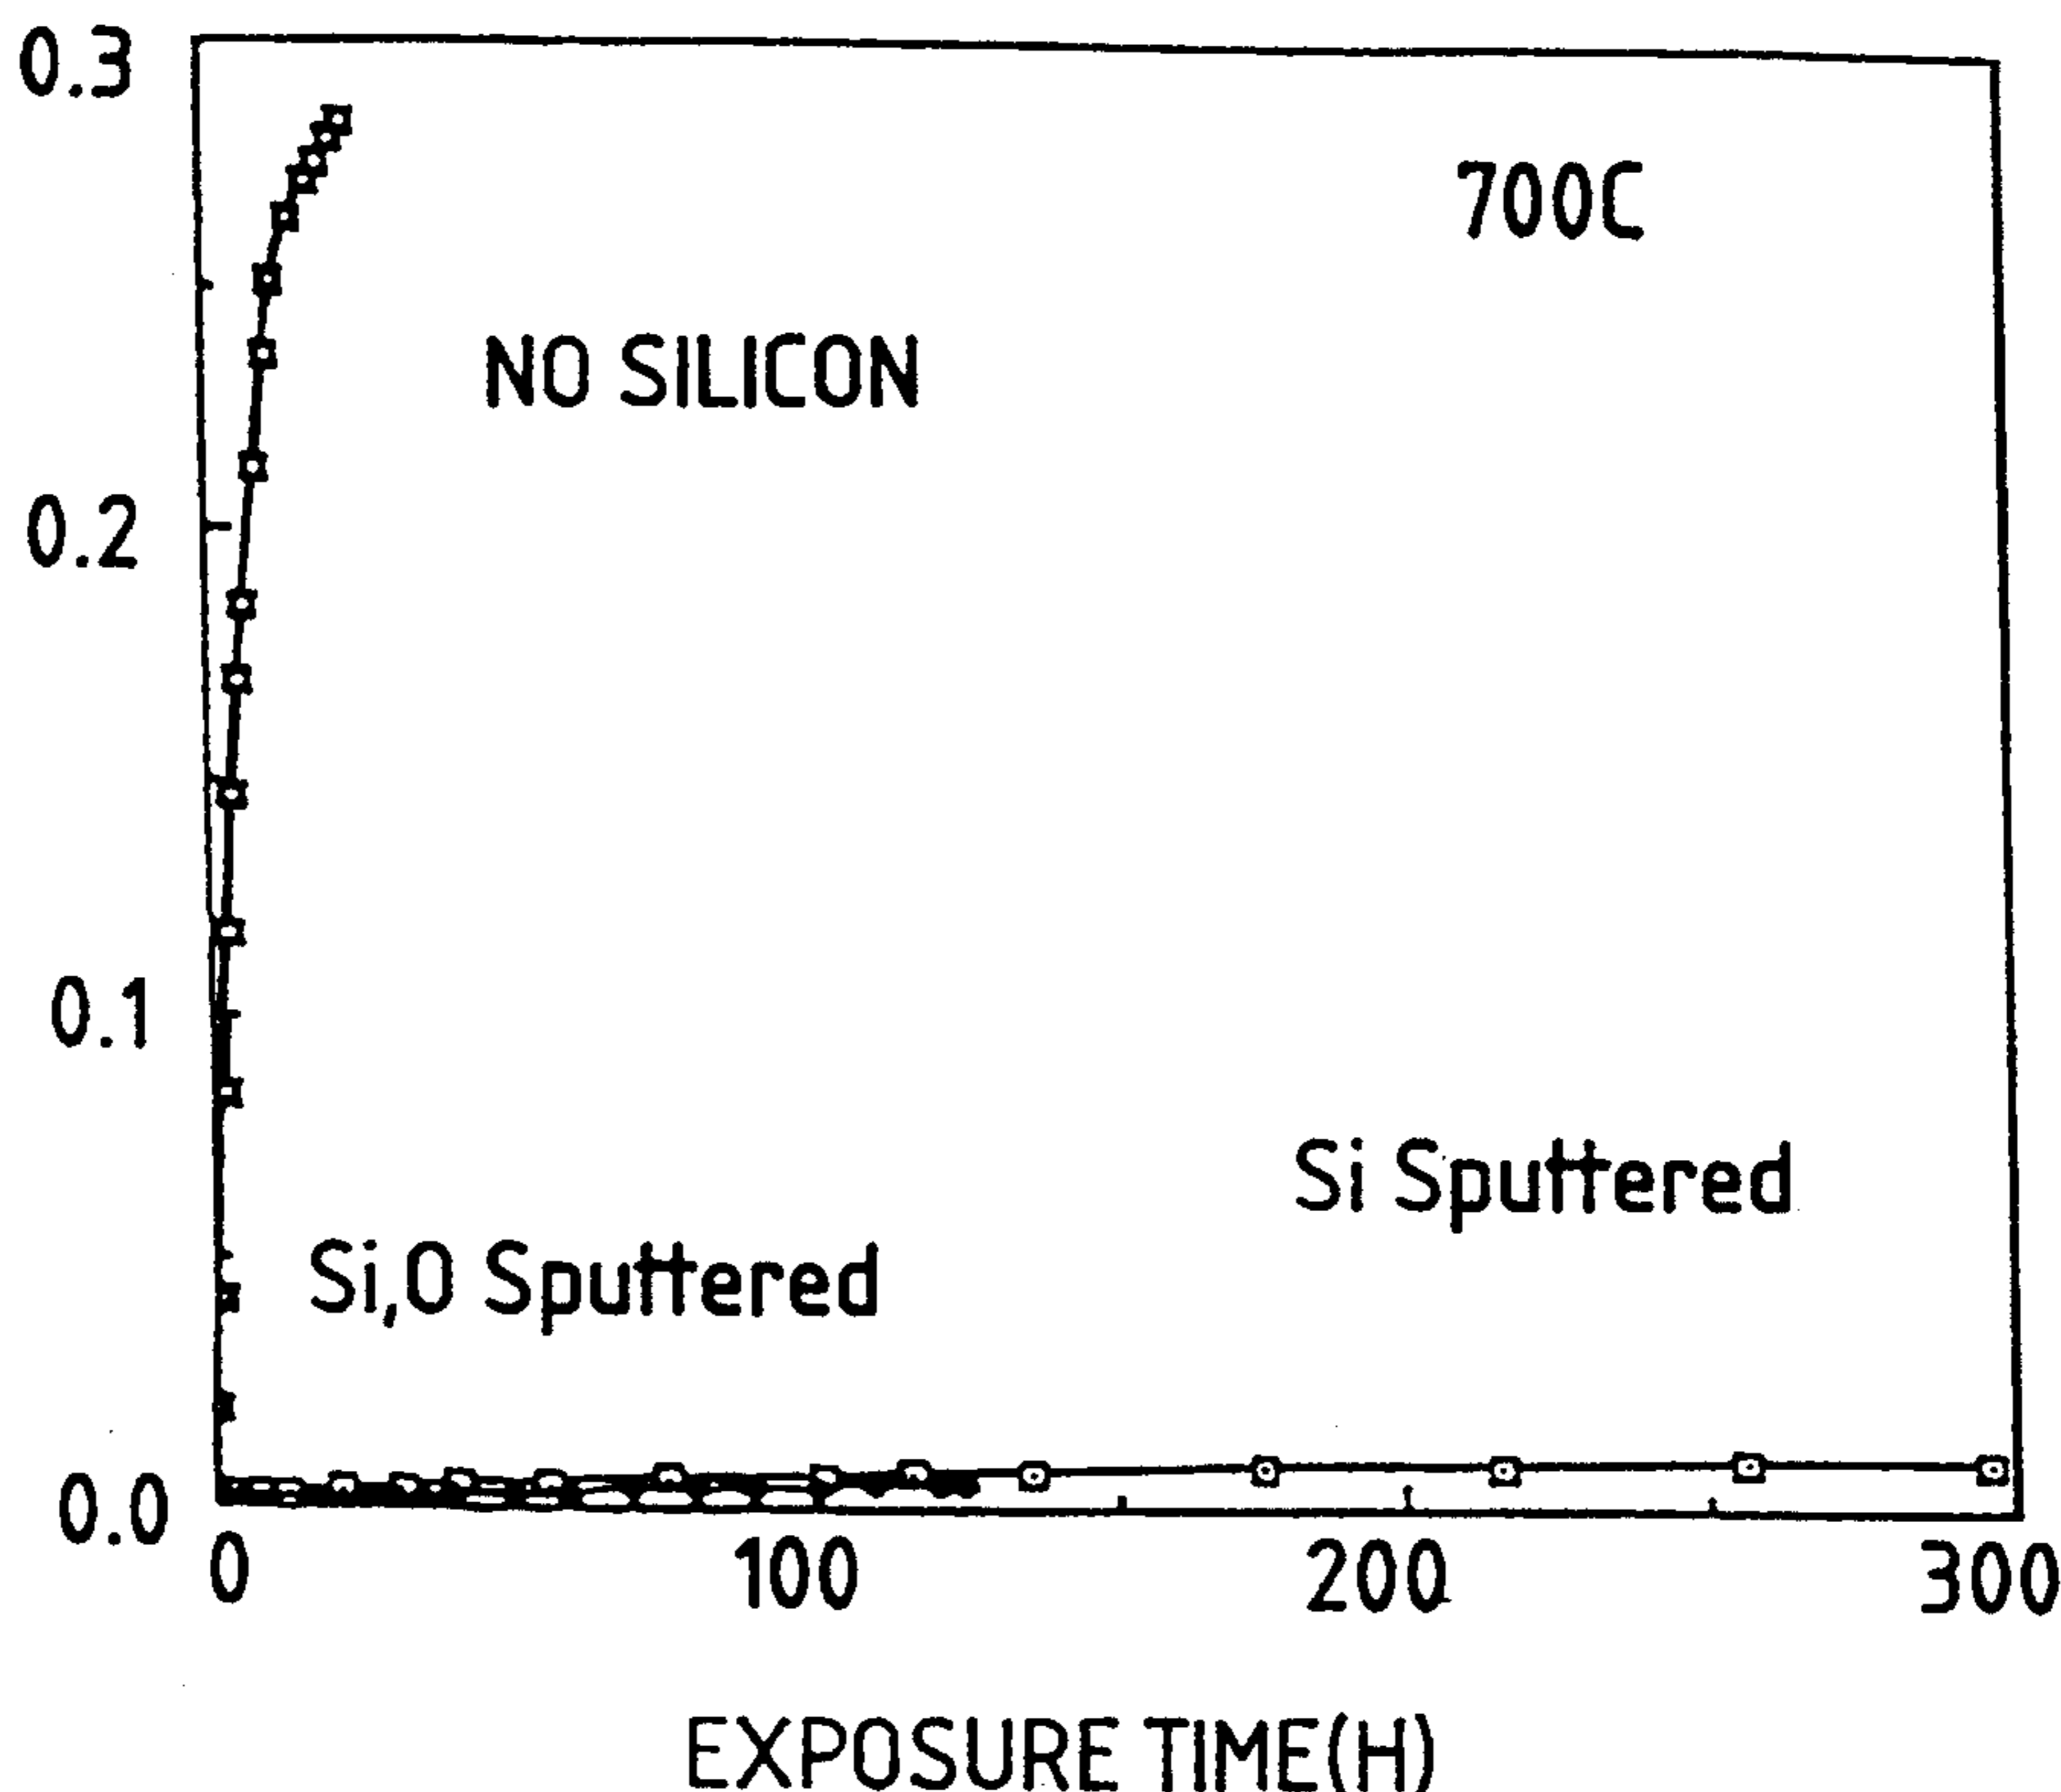 0.3
700C
NO SILICON
0.2
0.1
Si Sputtered
Si,O Sputtered
0.0
0
100
200
300
EXPOSURE TIME(H)